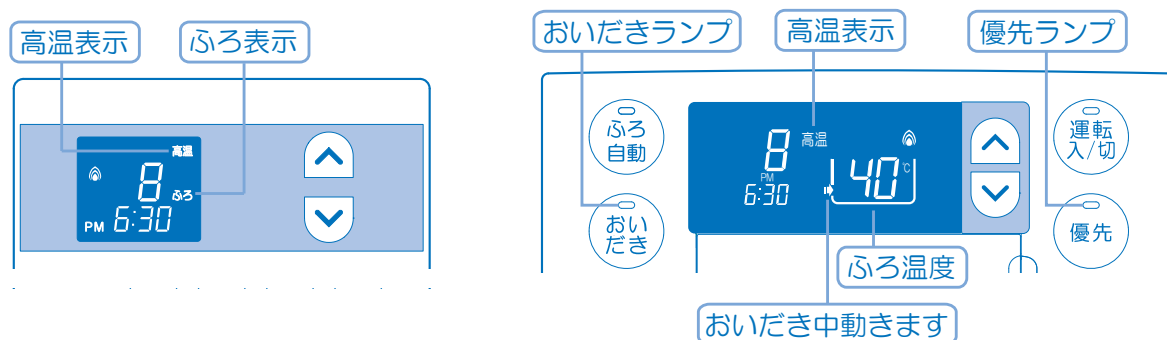 高温表示
ふろ表示
高温
8
ふろ
PM 6:30
おいだきランプ
高温表示
優先ランプ
ふろ
自動
8
高温
PM
6:30
40℃
運転
入/切
おい
だき
優先
ふろ温度
おいだき中動きます